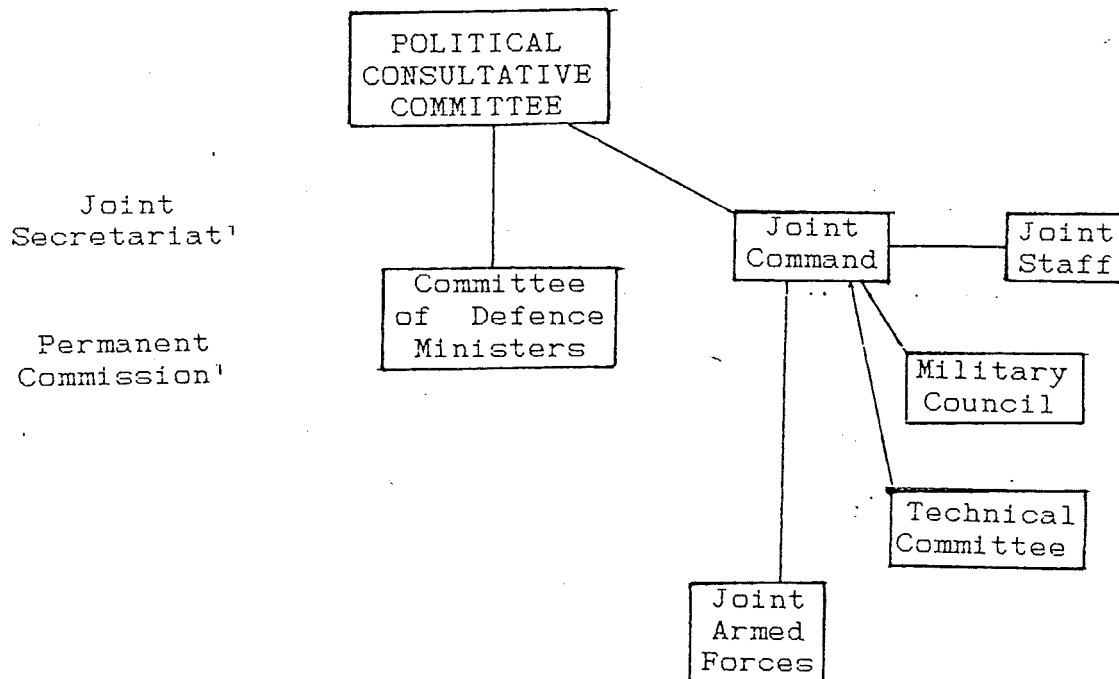 POLITICAL
CONSULTATIVE
COMMITTEE
Joint
Secretariat¹
Joint
Command
Joint
Staff
Committee
of Defence
Ministers
Permanent
Commission¹
Military
Council
Technical
Committee
Joint
Armed
Forces